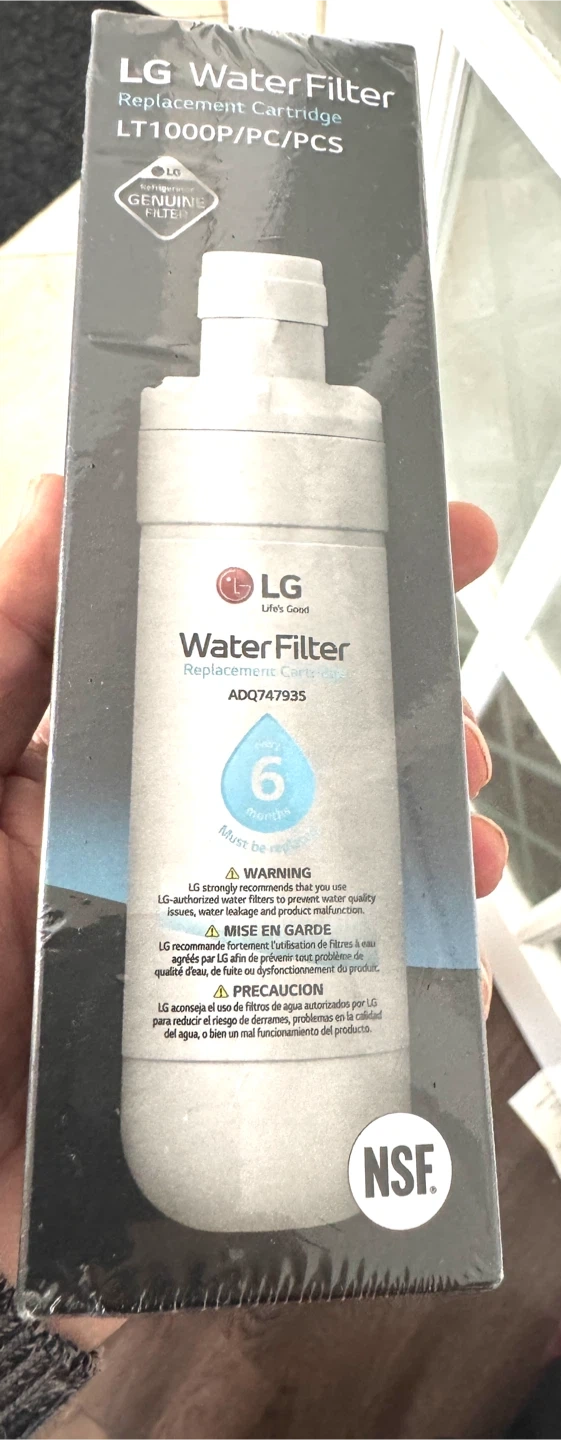 LG Water Filter
Replacement Cartridge
LT1000P/PC/PCS
LG
Refrigerator
GENUINE
FILTER
LG
Life's Good
Water Filter
Replacement Cartridge
ADQ747935
every
6
months
Must be
WARNING
LG strongly recommends that you use
LG-authorized water filters to prevent water quality
issues, water leakage and product malfunction.
MISE EN GARDE
LG recommande fortement l'utilisation de filtres à eau
agréés par LG afin de prévenir tout problème de
qualité d'eau, de fuite ou dysfonctionnement du produit.
PRECAUCION
LG aconseja el uso de filtros de agua autorizados por LG
para reducir el riesgo de derrames, problemas en la calidad
del agua, o bien un mal funcionamiento del producto.
NSF®